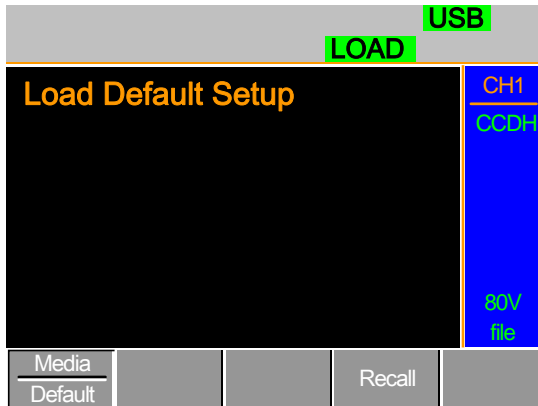 USB
LOAD
Load Default Setup
CH1
CCDH
80V
file
Media
Default
Recall